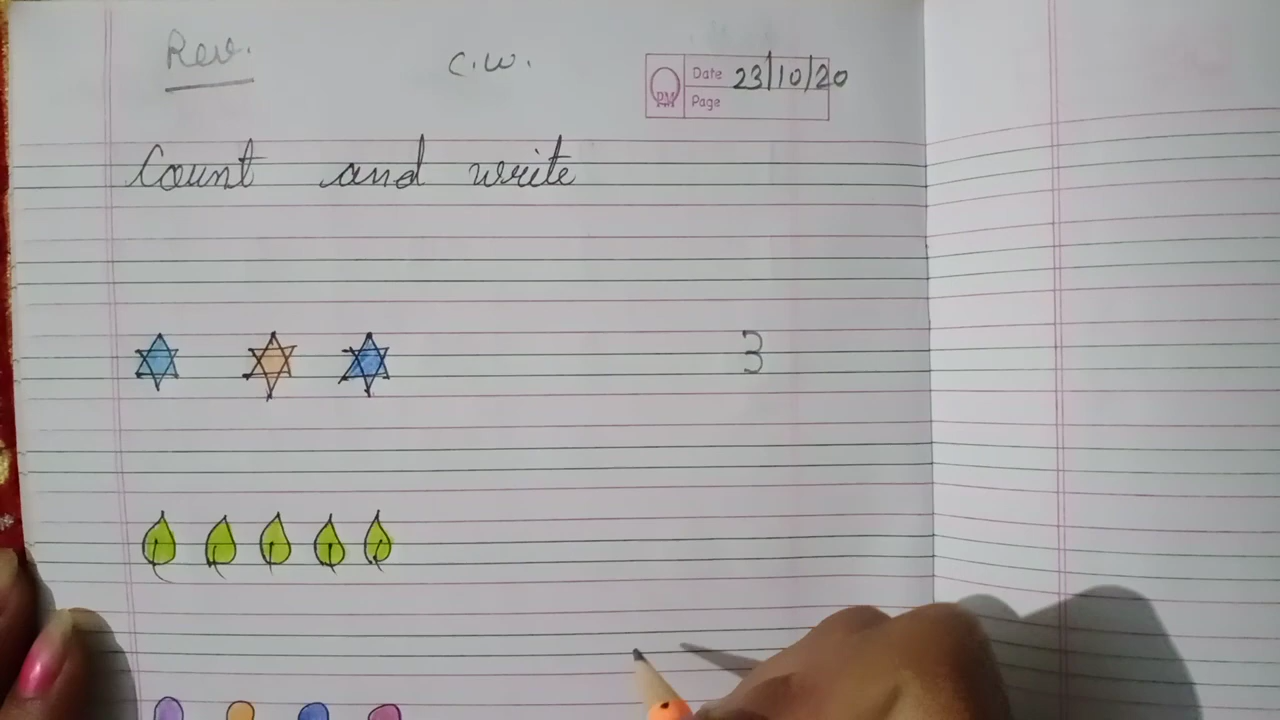 Rev.
C.W.
Date 23/10/20
Page
Count and write
3